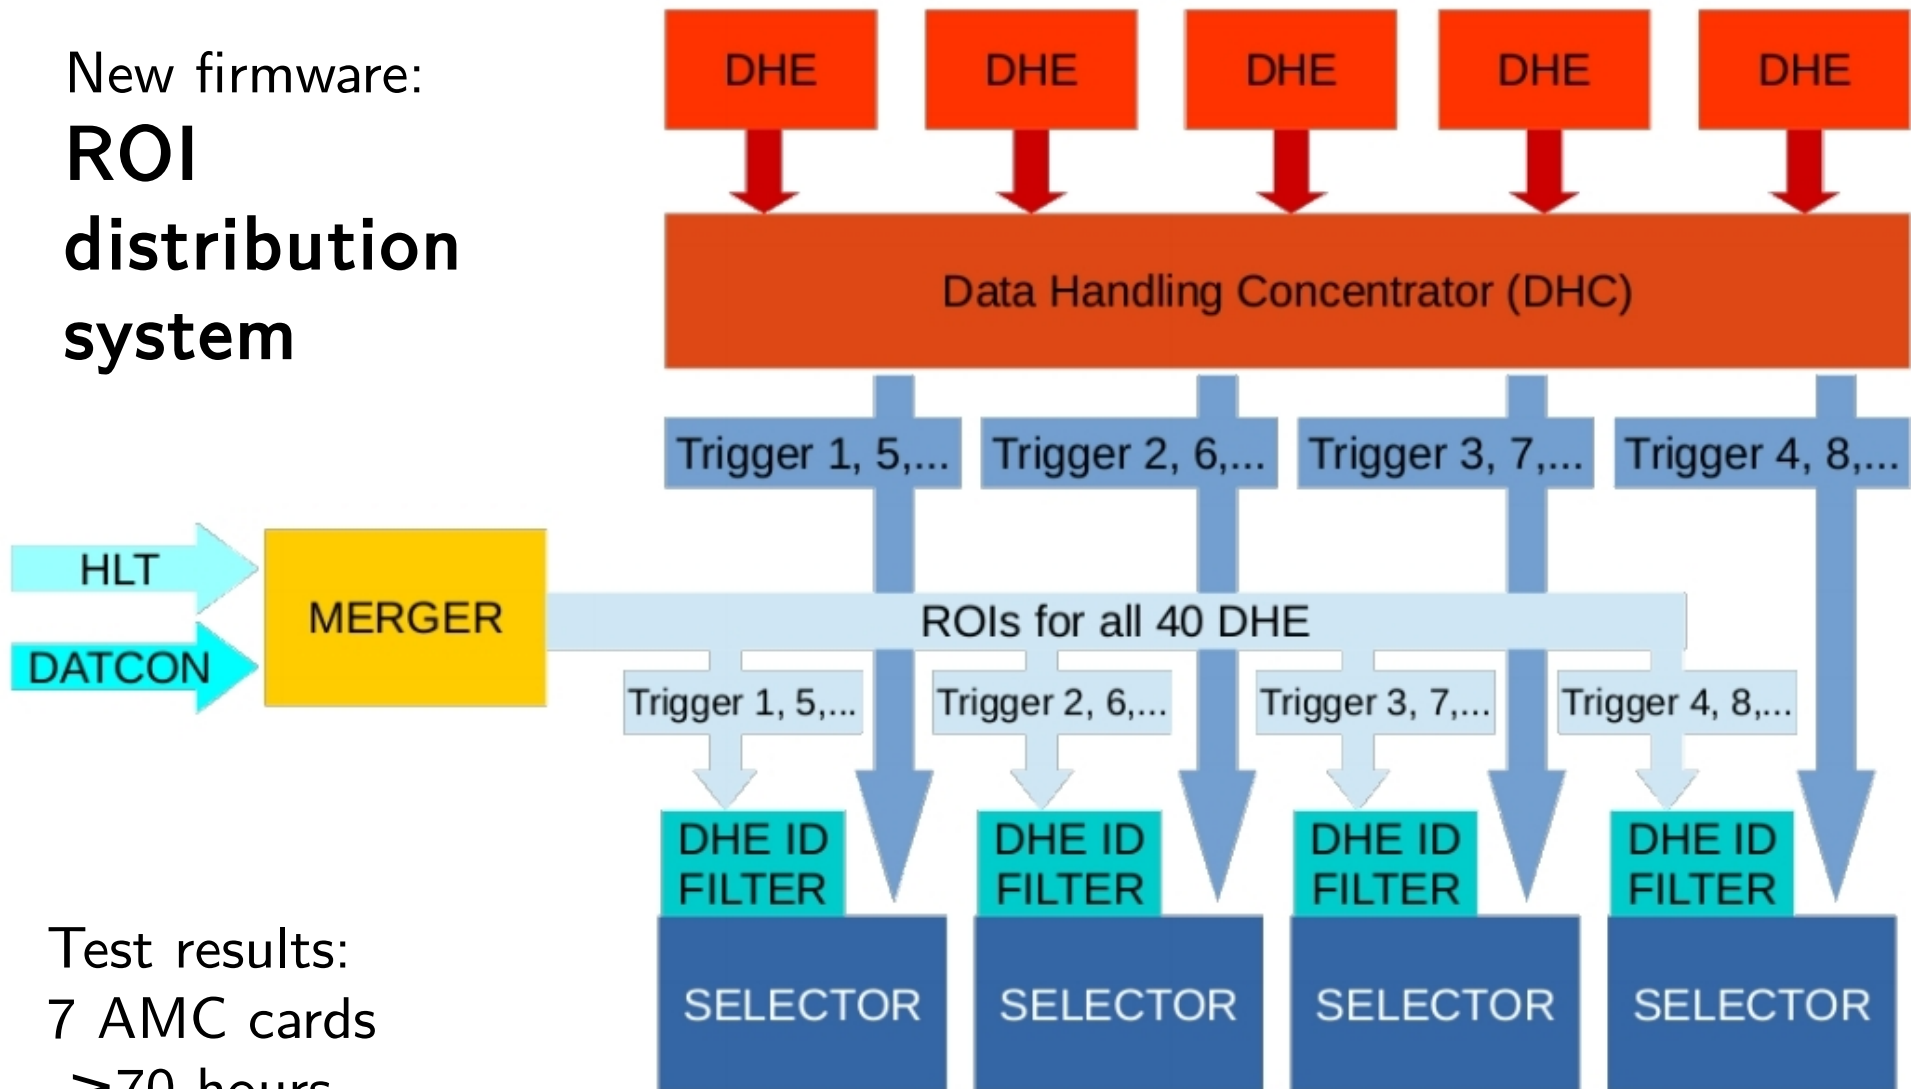 New firmware:
ROI
distribution
system
DHE DHE DHE DHE DHE
Data Handling Concentrator (DHC)
Trigger 1, 5,... Trigger 2, 6,... Trigger 3, 7,... Trigger 4, 8,...
HLT
DATCON
MERGER
ROIs for all 40 DHE
Trigger 1, 5,... Trigger 2, 6,... Trigger 3, 7,... Trigger 4, 8,...
DHE ID DHE ID DHE ID DHE ID
FILTER FILTER FILTER FILTER
SELECTOR SELECTOR SELECTOR SELECTOR
Test results:
7 AMC cards
>70 hours